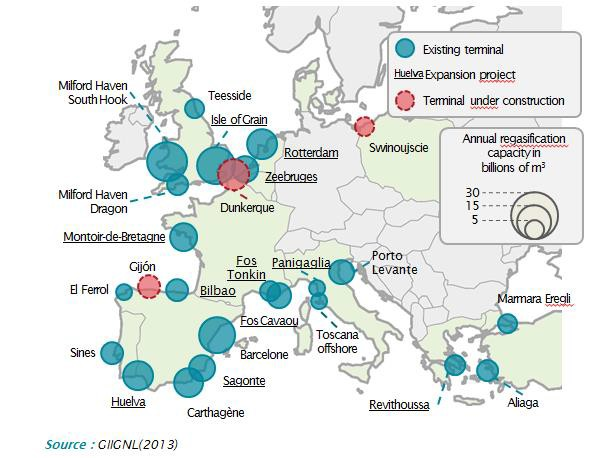 Existing terminal
Huelva Expansion project
Terminal under construction
Annual regasification
capacity in
billions of m³
30
15
5
Milford Haven
South Hook
Teesside
Isle of Grain
Rotterdam
Swinoujscie
Zeebruges
Milford Haven
Dragon
Dunkerque
Montoir-de-Bretagne
Gijón
Fos
Tonkin
Panigaglia
Porto
Levante
El Ferrol
Bilbao
Marmara Eregli
Fos Cavaou
Toscana
offshore
Sines
Barcelone
Sagonte
Huelva
Carthagène
Revithoussa
Aliaga
Source : GIIGNL(2013)